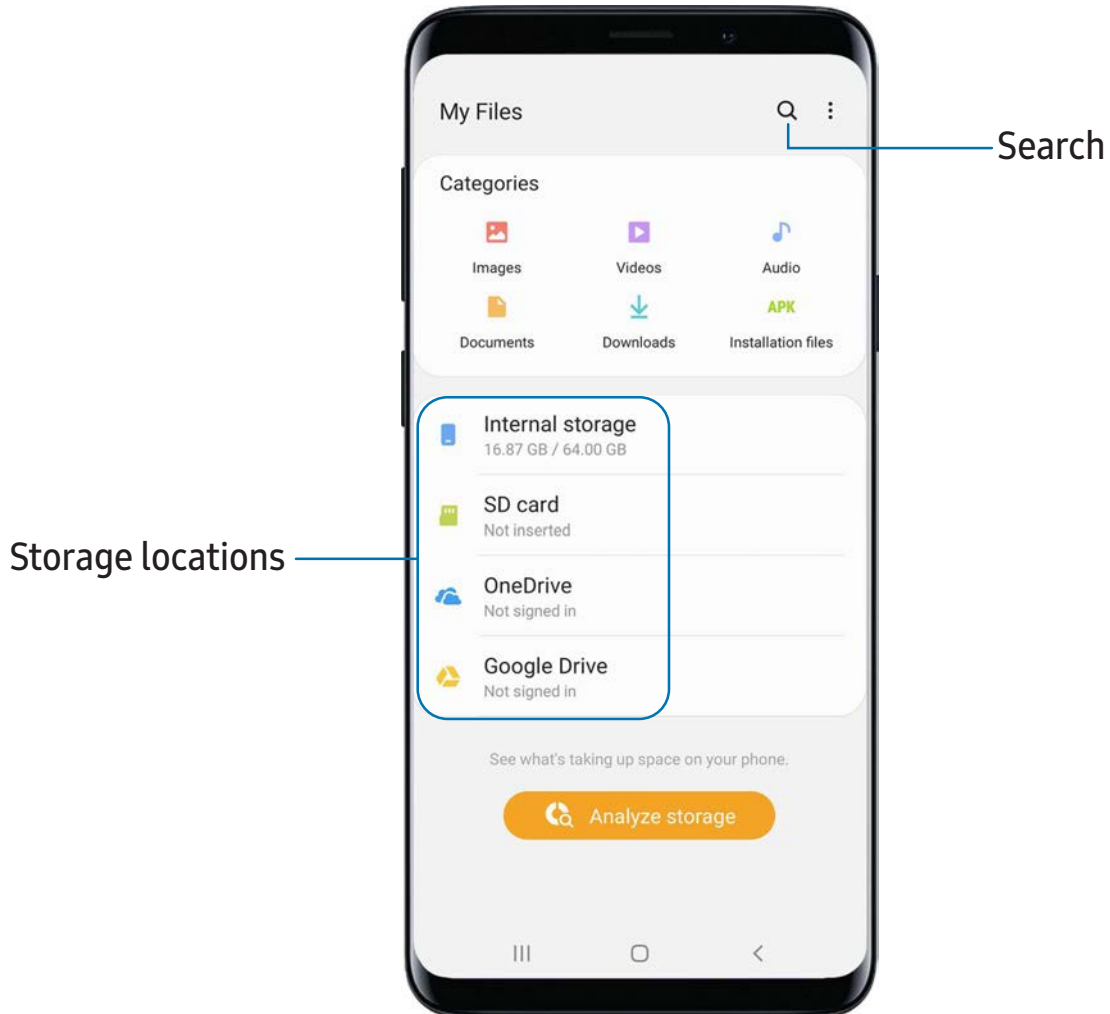 My Files
Search
Categories
Images Videos Audio
APK
Documents Downloads Installation files
Internal storage
16.87 GB / 64.00 GB
SD card
Not inserted
Storage locations
OneDrive
Not signed in
Google Drive
Not signed in
See what's taking up space on your phone.
Analyze storage